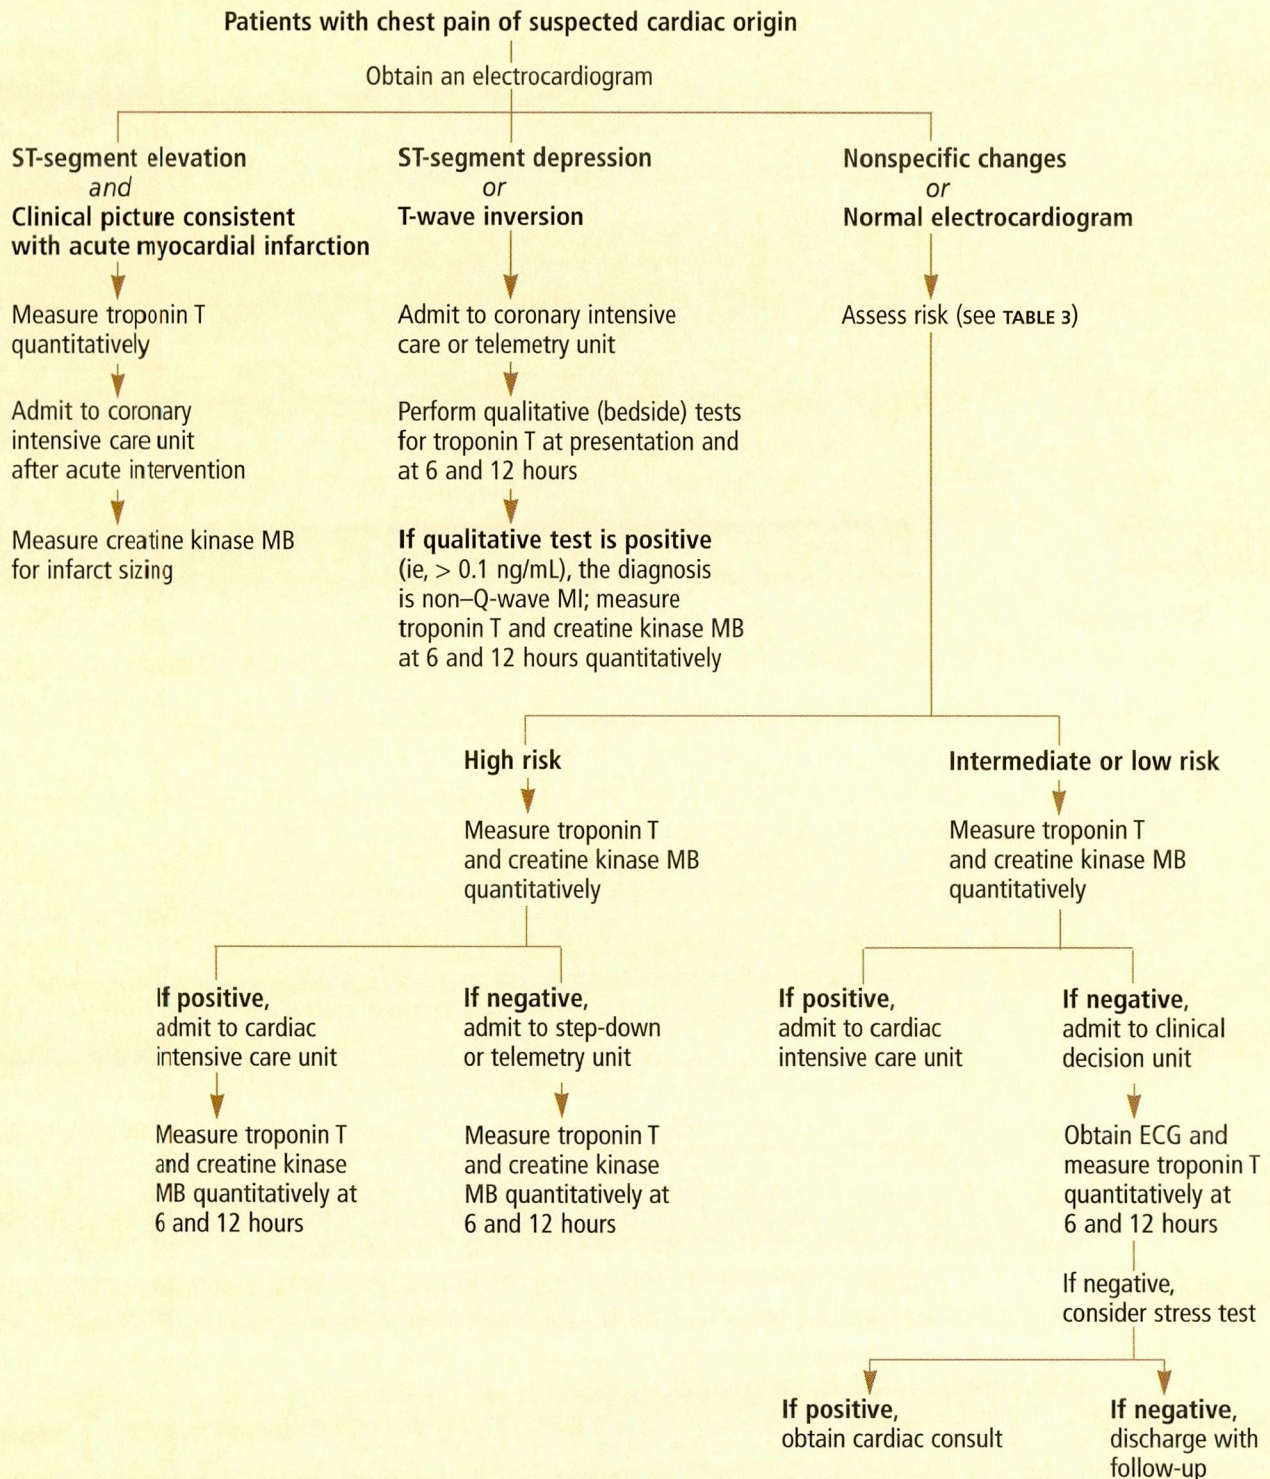 Patients with chest pain of suspected cardiac origin
Obtain an electrocardiogram
ST-segment elevation
and
Clinical picture consistent
with acute myocardial infarction
Measure troponin T
quantitatively
Admit to coronary
intensive care unit
after acute intervention
Measure creatine kinase MB
for infarct sizing
ST-segment depression
or
T-wave inversion
Admit to coronary intensive
care or telemetry unit
Perform qualitative (bedside) tests
for troponin T at presentation and
at 6 and 12 hours
If qualitative test is positive
(ie, > 0.1 ng/mL), the diagnosis
is non–Q-wave MI; measure
troponin T and creatine kinase MB
at 6 and 12 hours quantitatively
Nonspecific changes
or
Normal electrocardiogram
Assess risk (see TABLE 3)
High risk
Measure troponin T
and creatine kinase MB
quantitatively
If positive,
admit to cardiac
intensive care unit
Measure troponin T
and creatine kinase
MB quantitatively at
6 and 12 hours
If negative,
admit to step-down
or telemetry unit
Measure troponin T
and creatine kinase
MB quantitatively at
6 and 12 hours
Intermediate or low risk
Measure troponin T
and creatine kinase MB
quantitatively
If positive,
admit to cardiac
intensive care unit
If negative,
admit to clinical
decision unit
Obtain ECG and
measure troponin T
quantitatively at
6 and 12 hours
If negative,
consider stress test
If positive,
obtain cardiac consult
If negative,
discharge with
follow-up